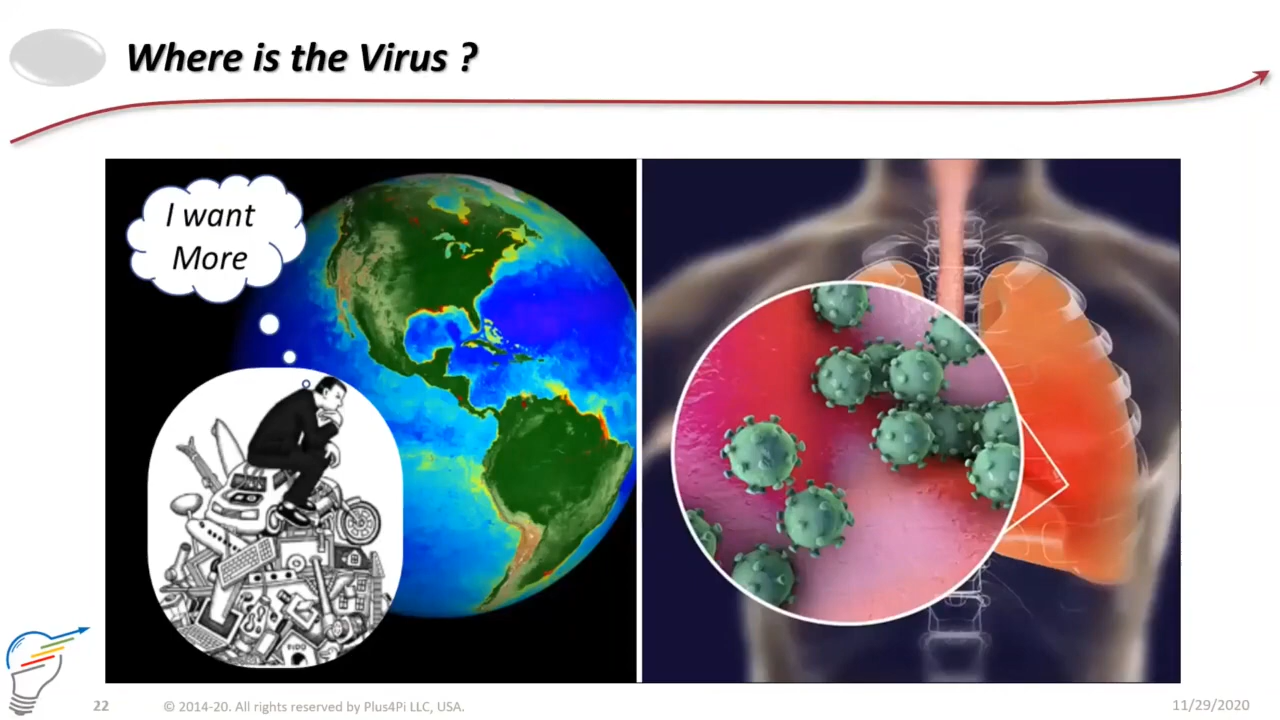 Where is the Virus ?
I want
More
22
© 2014-20. All rights reserved by Plus4Pi LLC, USA.
11/29/2020